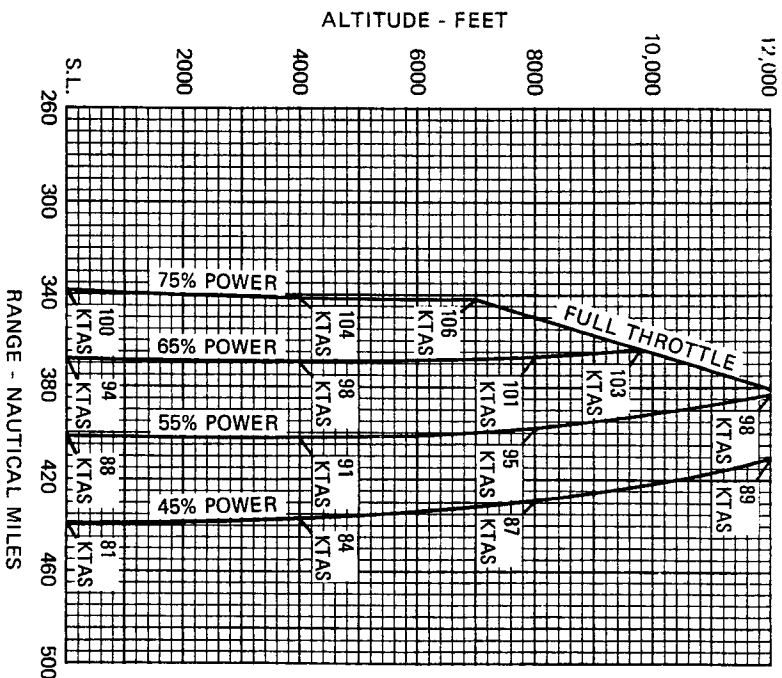 ALTITUDE - FEET
S.L.
2000
4000
6000
8000
10,000
12,000
260
300
340
380
420
460
500
RANGE - NAUTICAL MILES
75% POWER
FULL THROTTLE
100
KTAS
104
KTAS
106
KTAS
65% POWER
94
KTAS
98
KTAS
101
KTAS
103
KTAS
55% POWER
88
KTAS
91
KTAS
95
KTAS
98
KTAS
45% POWER
81
KTAS
84
KTAS
87
KTAS
89
KTAS